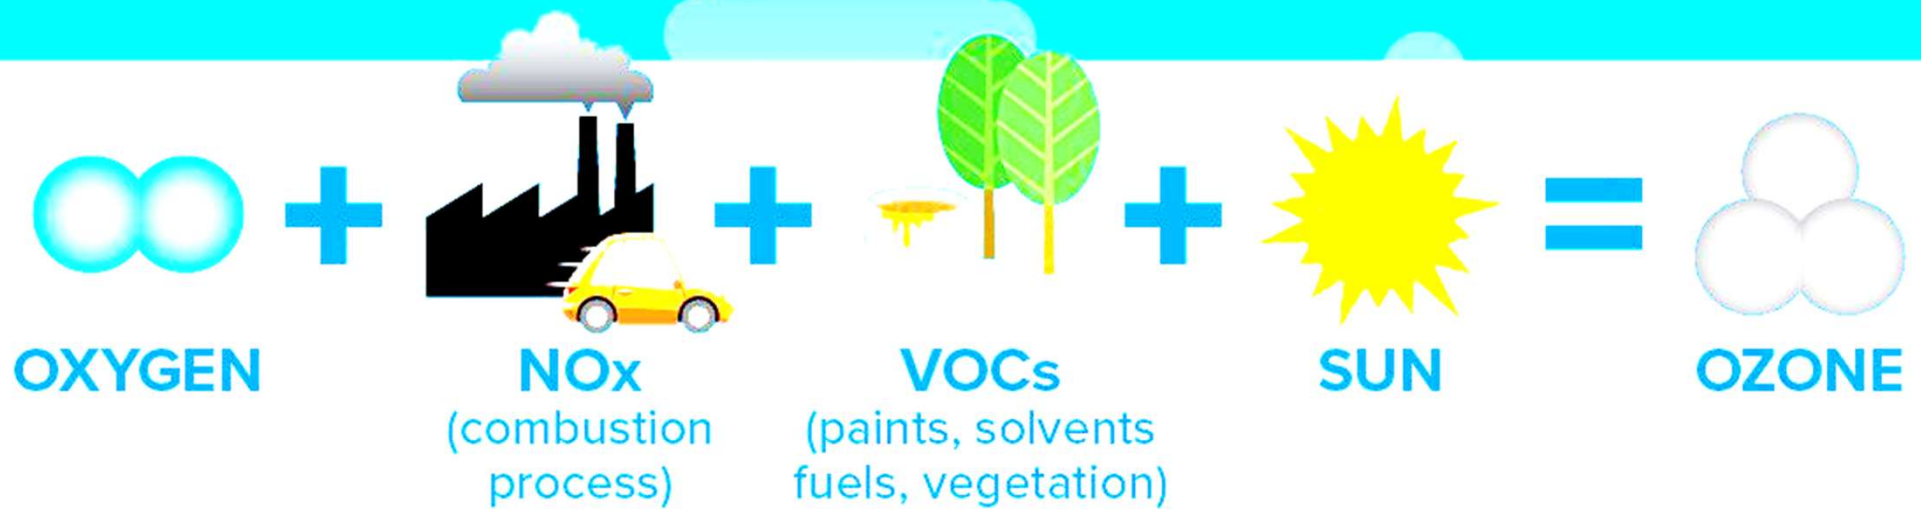 OXYGEN
NOx
(combustion
process)
VOCs
(paints, solvents
fuels, vegetation)
SUN
OZONE